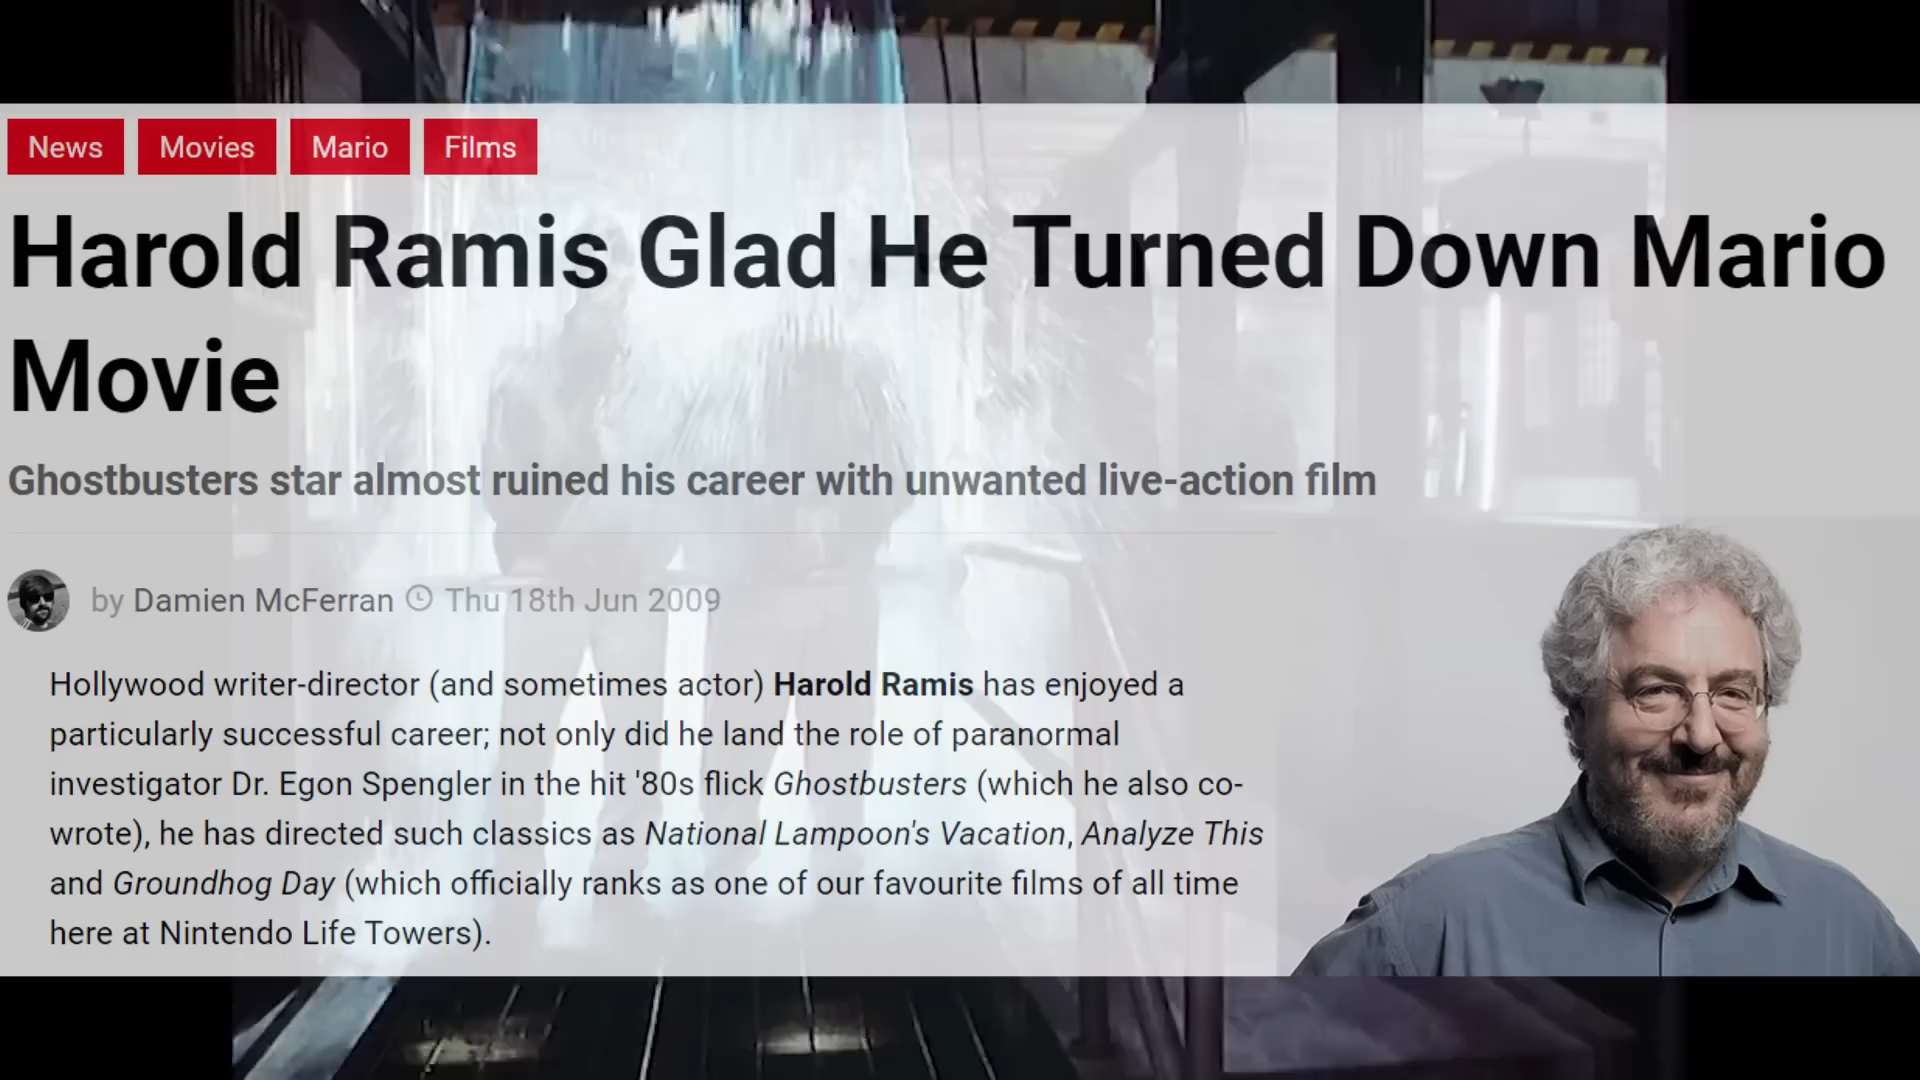 News Movies Mario Films
Harold Ramis Glad He Turned Down Mario
Movie
Ghostbusters star almost ruined his career with unwanted live-action film
by Damien McFerran Thu 18th Jun 2009
Hollywood writer-director (and sometimes actor) Harold Ramis has enjoyed a
particularly successful career; not only did he land the role of paranormal
investigator Dr. Egon Spengler in the hit '80s flick Ghostbusters (which he also co-
wrote), he has directed such classics as National Lampoon's Vacation, Analyze This
and Groundhog Day (which officially ranks as one of our favourite films of all time
here at Nintendo Life Towers).